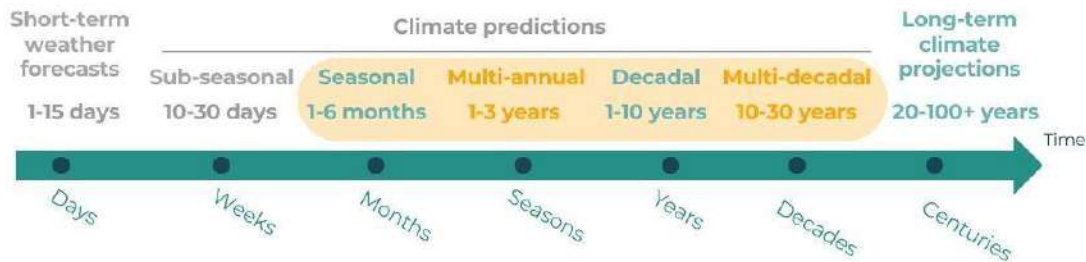 Short-term
weather
forecasts
1-15 days
Climate predictions
Sub-seasonal
10-30 days
Seasonal
1-6 months
Multi-annual
1-3 years
Decadal
1-10 years
Multi-decadal
10-30 years
Long-term
climate
projections
20-100+ years
Time
Days
Weeks
Months
Seasons
Years
Decades
Centuries